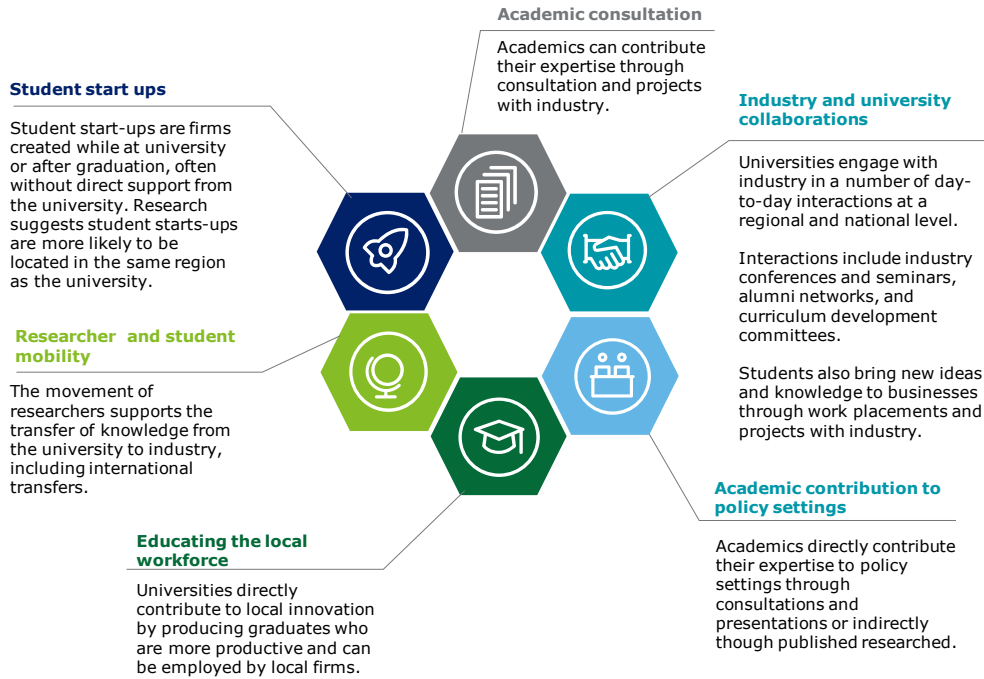 Academic consultation
Academics can contribute
their expertise through
consultation and projects
with industry.
Student start ups
Student start-ups are firms
created while at university
or after graduation, often
without direct support from
the university. Research
suggests student starts-ups
are more likely to be
located in the same region
as the university.
Industry and university
collaborations
Universities engage with
industry in a number of day-
to-day interactions at a
regional and national level.
Interactions include industry
conferences and seminars,
alumni networks, and
curriculum development
committees.
Students also bring new ideas
and knowledge to businesses
through work placements and
projects with industry.
Researcher and student
mobility
The movement of
researchers supports the
transfer of knowledge from
the university to industry,
including international
transfers.
Academic contribution to
policy settings
Academics directly contribute
their expertise to policy
settings through
consultations and
presentations or indirectly
though published researched.
Educating the local
workforce
Universities directly
contribute to local innovation
by producing graduates who
are more productive and can
be employed by local firms.